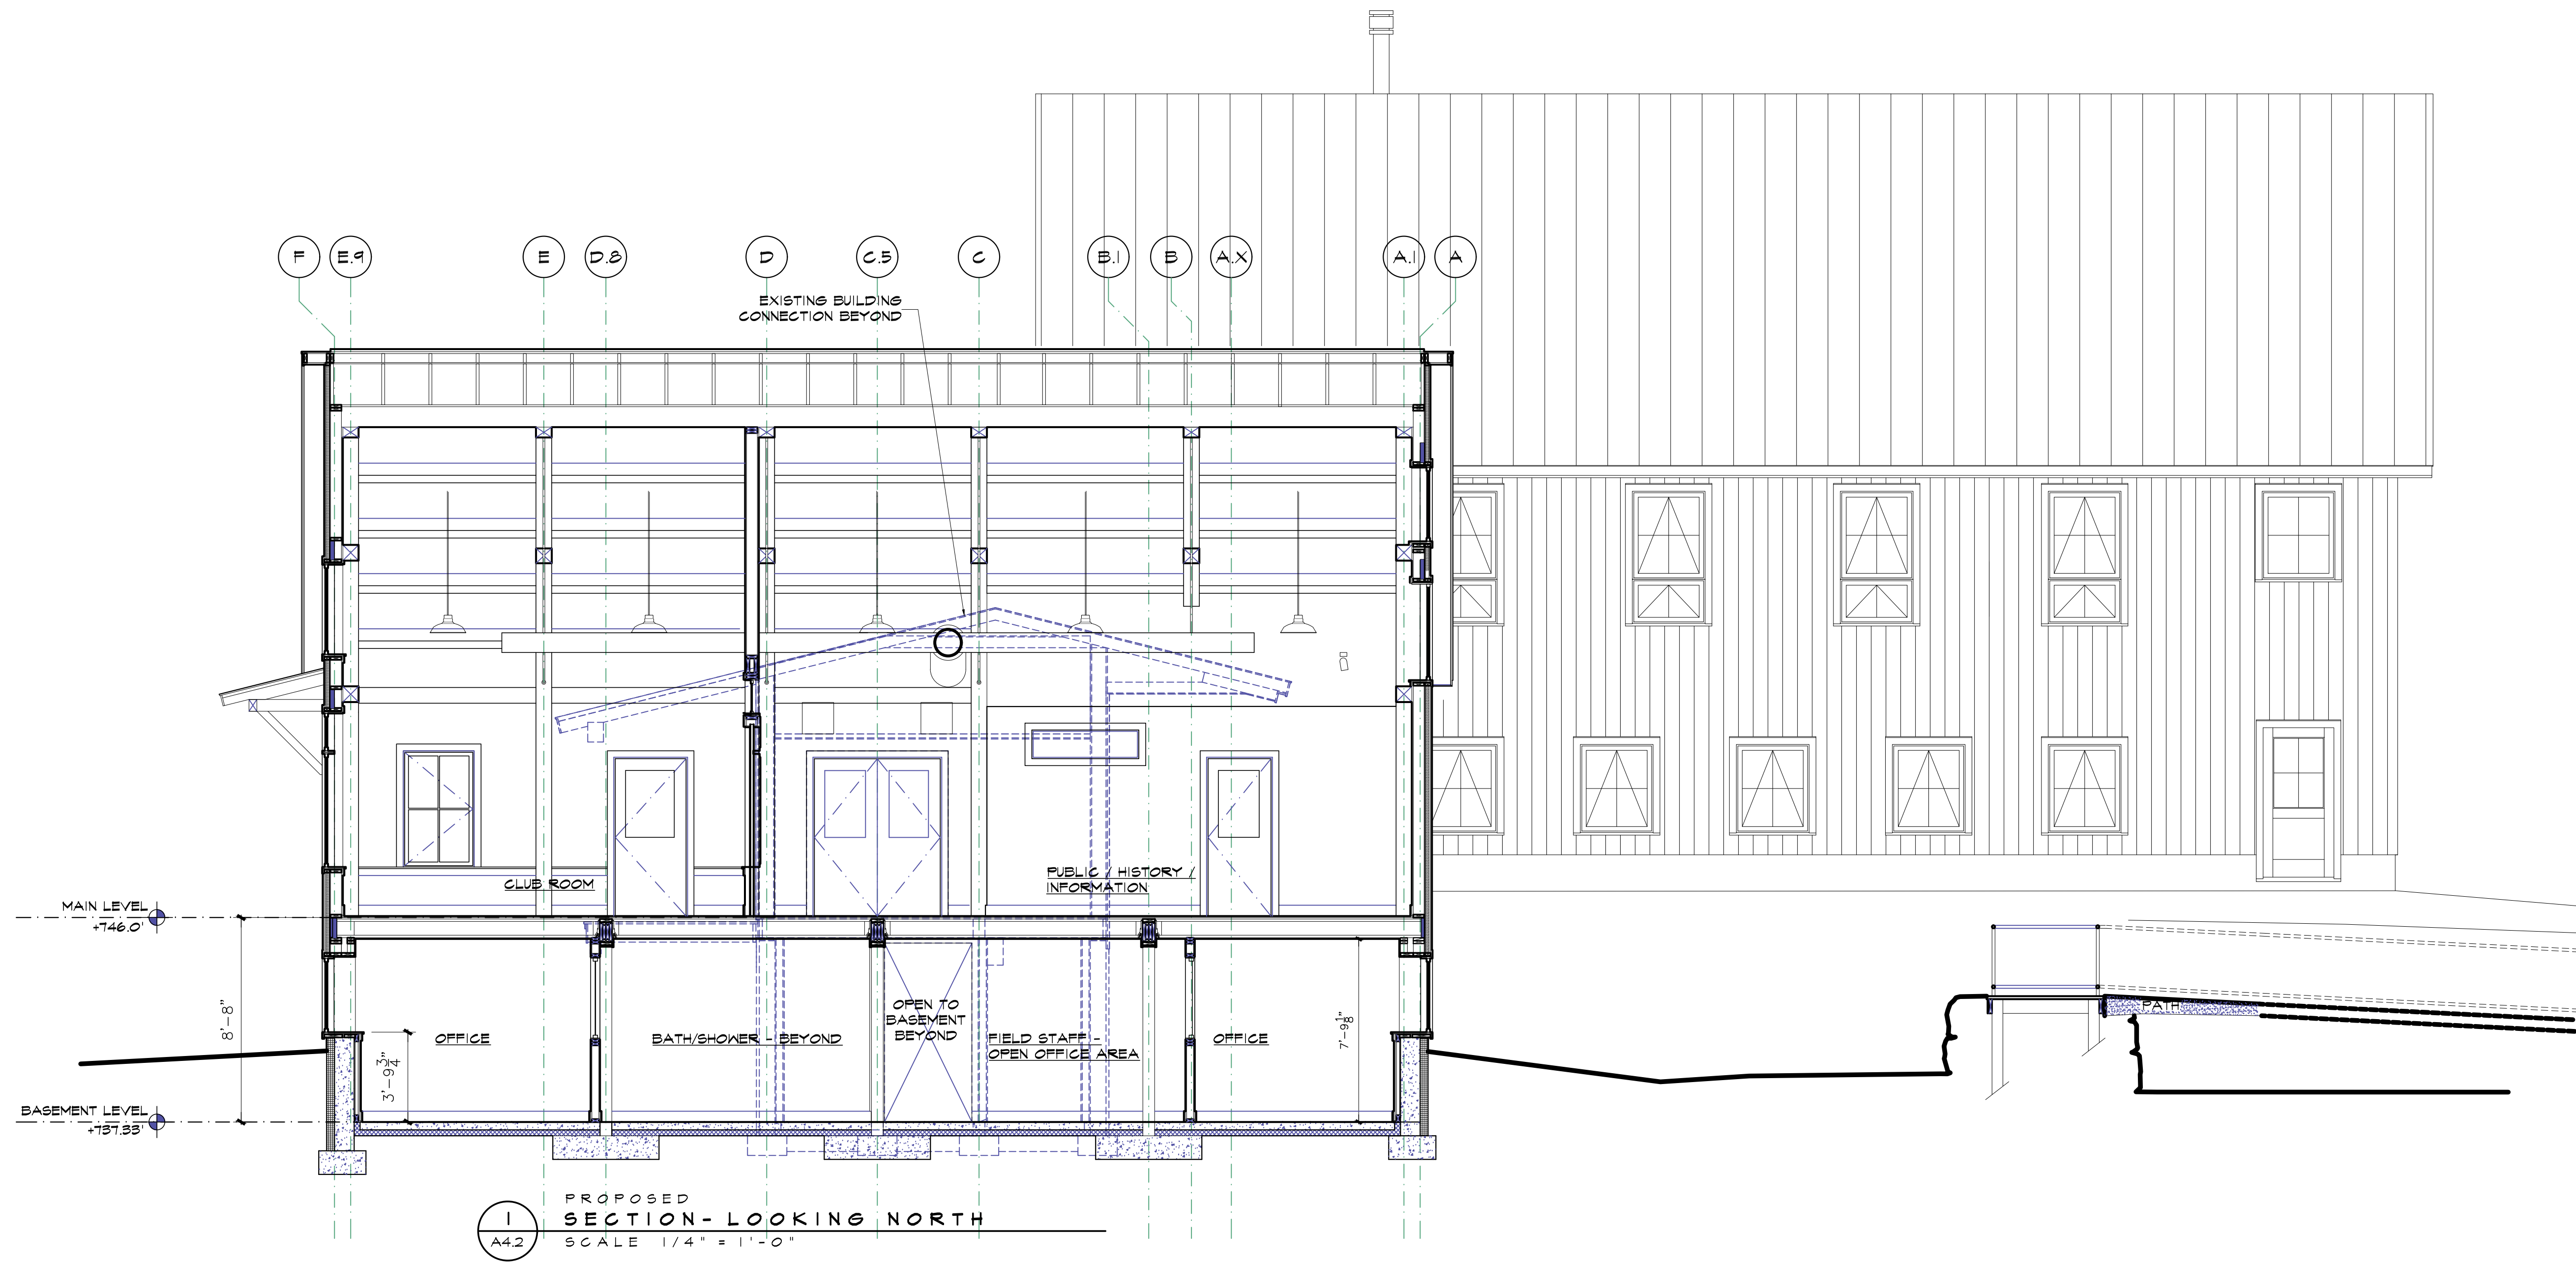 F E.9 E D.8 D C.5 C B.1 B A.X A.1 A
EXISTING BUILDING
CONNECTION BEYOND
CLUB ROOM
PUBLIC / HISTORY /
INFORMATION
MAIN LEVEL
+746.0'
8'-8"
3'-9 3/4"
7'-9 1/8"
OFFICE
BATH/SHOWER - BEYOND
OPEN TO
BASEMENT
BEYOND
FIELD STAFF -
OPEN OFFICE AREA
OFFICE
PATH
BASEMENT LEVEL
+737.33'
1
A4.2
PROPOSED
SECTION- LOOKING NORTH
SCALE 1/4" = 1'-0"